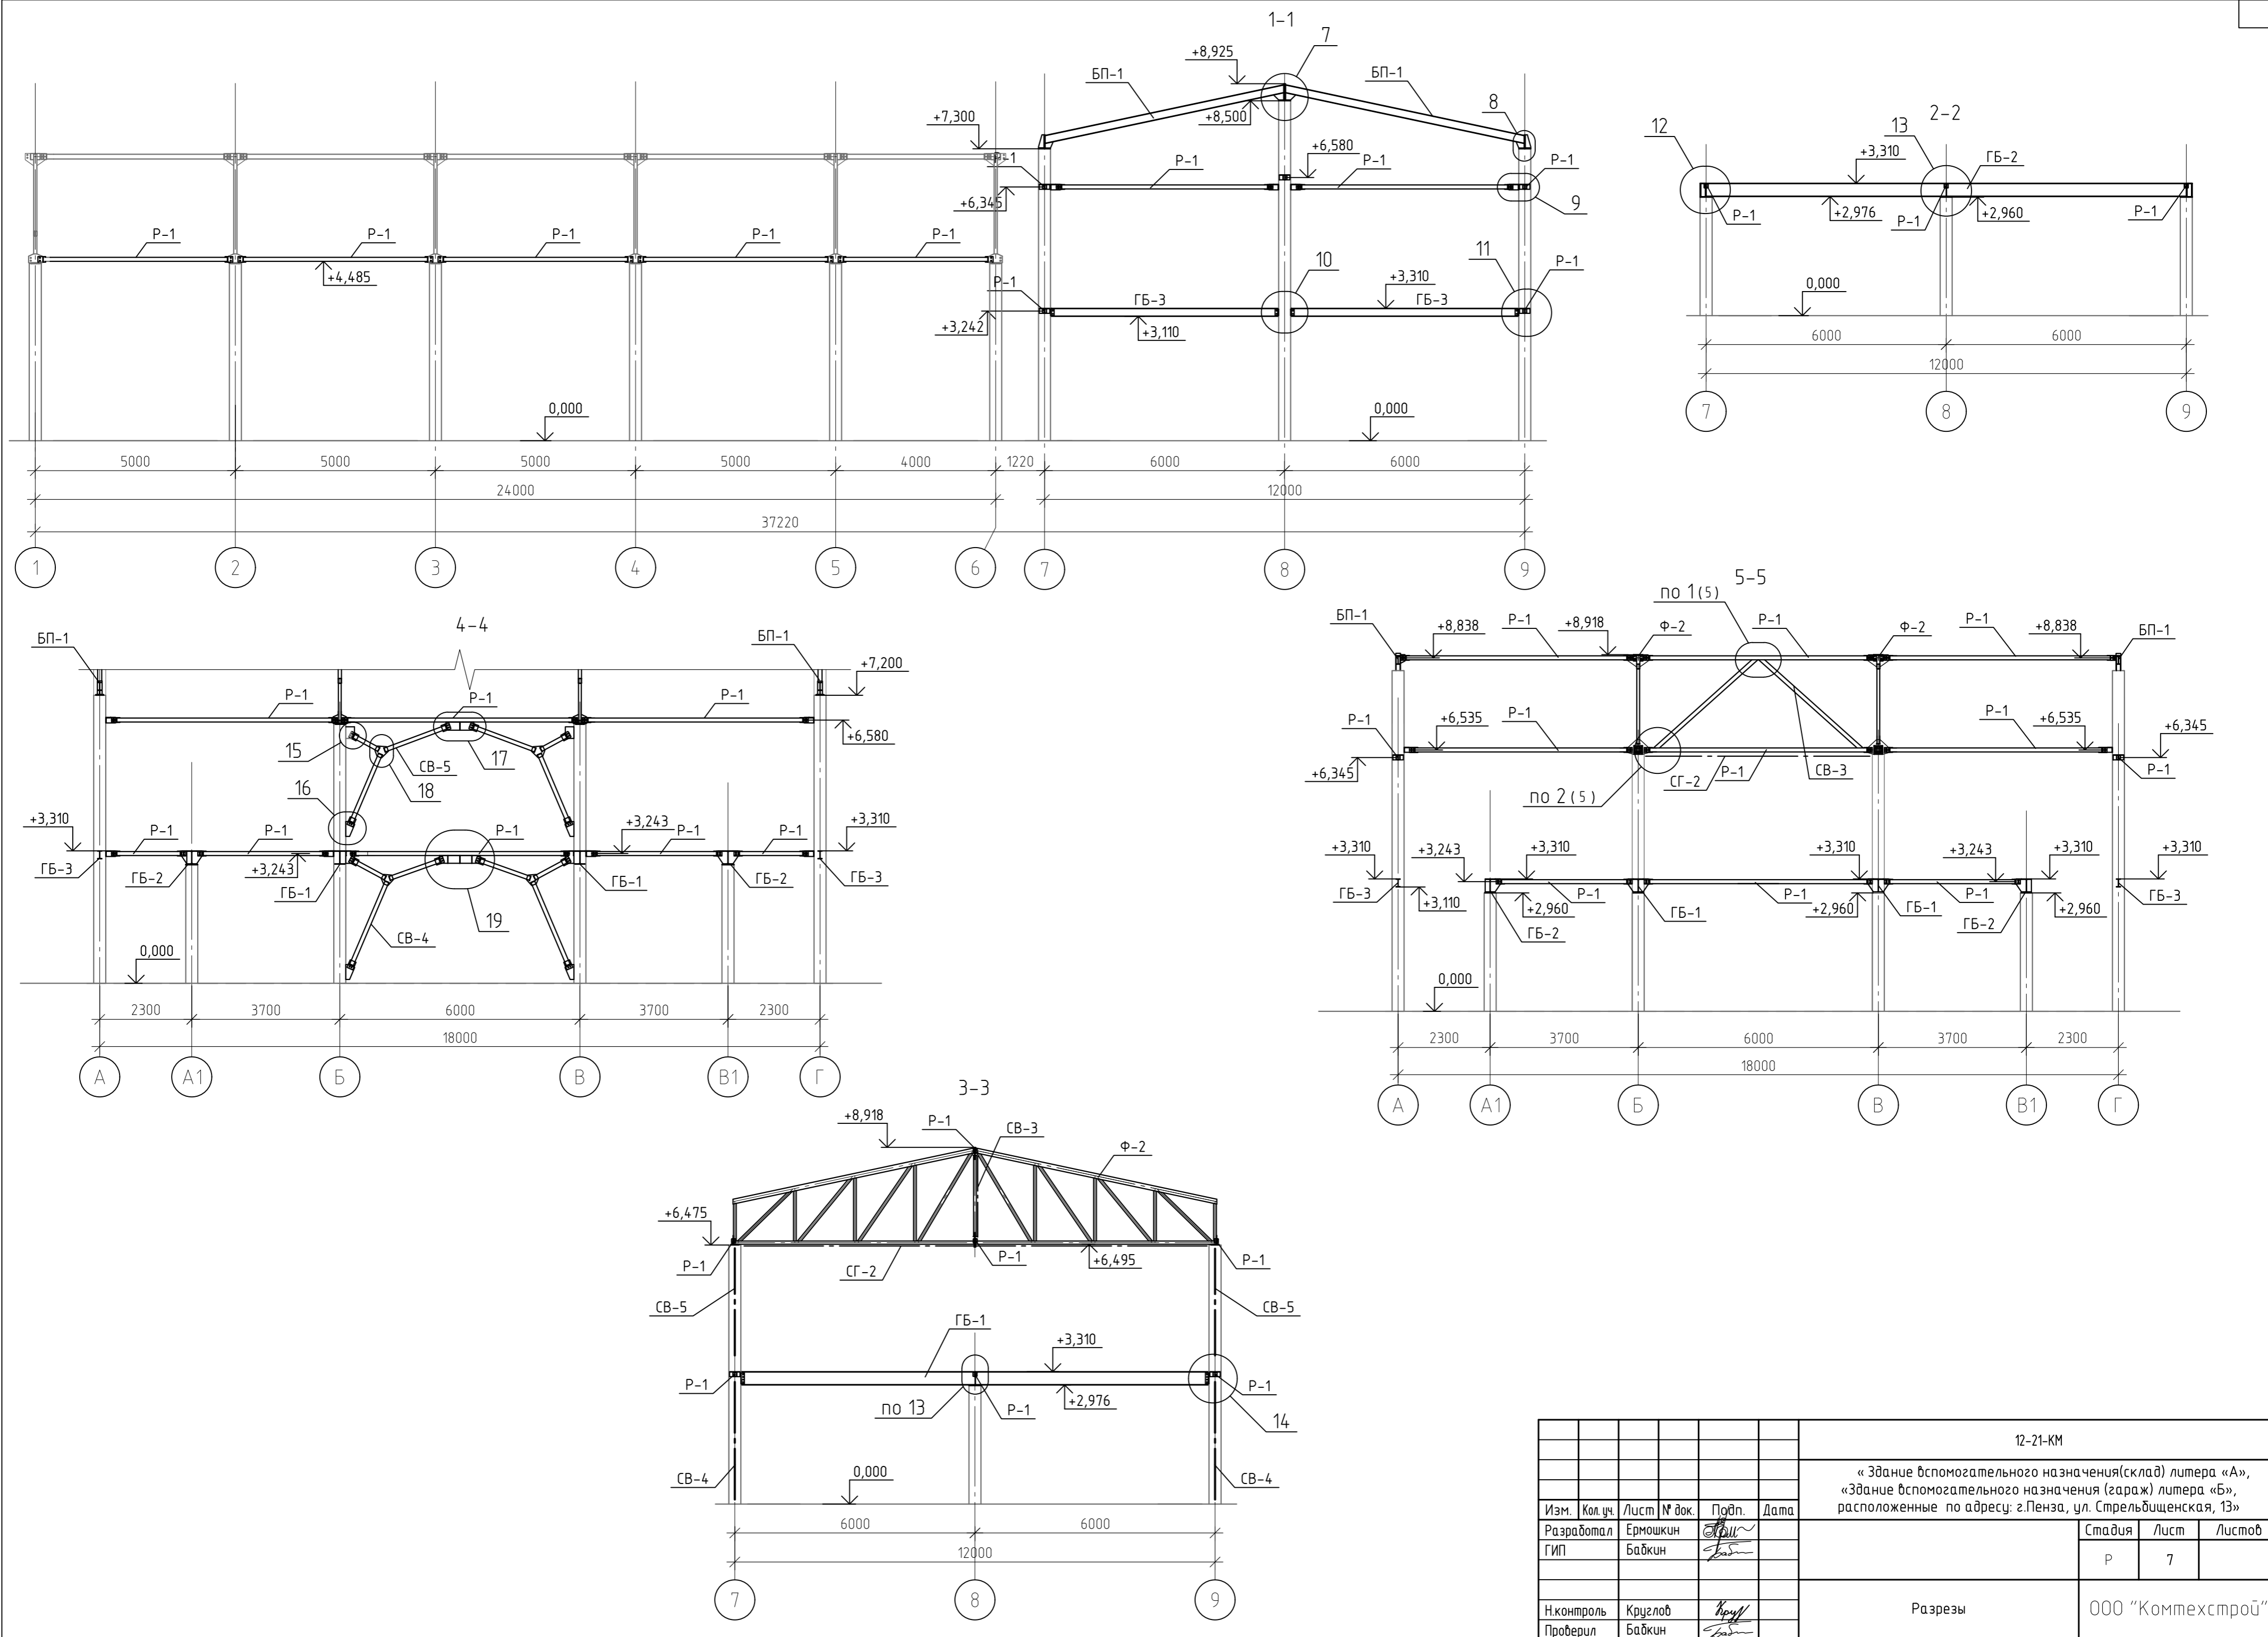 1-1
+8,925
7
БП-1
БП-1
+7,300
+8,500
8
Р-1
+6,580
Р-1
Р-1
Р-1
+6,345
9
Р-1
Р-1
Р-1
Р-1
Р-1
+4,485
Р-1
10
11
Р-1
ГБ-3
+3,310
ГБ-3
+3,242
+3,110
0,000
0,000
5000
5000
5000
5000
4000
1220
6000
6000
24000
12000
37220
1
2
3
4
5
6
7
8
9
2-2
12
13
+3,310
ГБ-2
Р-1
+2,976
Р-1
+2,960
Р-1
0,000
6000
6000
12000
7
8
9
4-4
БП-1
БП-1
+7,200
Р-1
Р-1
Р-1
+6,580
15
17
СВ-5
18
16
+3,310
Р-1
Р-1
Р-1
+3,243
Р-1
Р-1
+3,310
ГБ-3
ГБ-2
+3,243
ГБ-1
ГБ-1
ГБ-2
ГБ-3
19
СВ-4
0,000
2300
3700
6000
3700
2300
18000
А
А1
Б
В
В1
Г
5-5
по 1(5)
БП-1
+8,838
Р-1
+8,918
Ф-2
Р-1
Ф-2
Р-1
+8,838
БП-1
Р-1
+6,535
Р-1
Р-1
+6,535
+6,345
+6,345
СГ-2
Р-1
СВ-3
Р-1
по 2(5)
+3,310
+3,243
+3,310
+3,310
+3,243
+3,310
+3,310
ГБ-3
+3,110
Р-1
+2,960
ГБ-2
ГБ-1
Р-1
+2,960
ГБ-1
Р-1
ГБ-2
+2,960
ГБ-3
0,000
2300
3700
6000
3700
2300
18000
А
А1
Б
В
В1
Г
3-3
+8,918
Р-1
СВ-3
Ф-2
+6,475
Р-1
СГ-2
Р-1
+6,495
Р-1
СВ-5
СВ-5
ГБ-1
+3,310
Р-1
по 13
Р-1
+2,976
Р-1
14
СВ-4
0,000
СВ-4
6000
6000
12000
7
8
9
12-21-КМ
« Здание вспомогательного назначения(склад) литера «А»,
«Здание вспомогательного назначения (гараж) литера «Б»,
расположенные по адресу: г.Пенза, ул. Стрельбищенская, 13»
Изм. Кол. уч. Лист № док. Подп. Дата
Разработал Ермошкин
ГИП Бабкин
Стадия Лист Листов
Р 7
Н.контроль Круглов
Проверил Бабкин
Разрезы
ООО "Коммтехстрой"